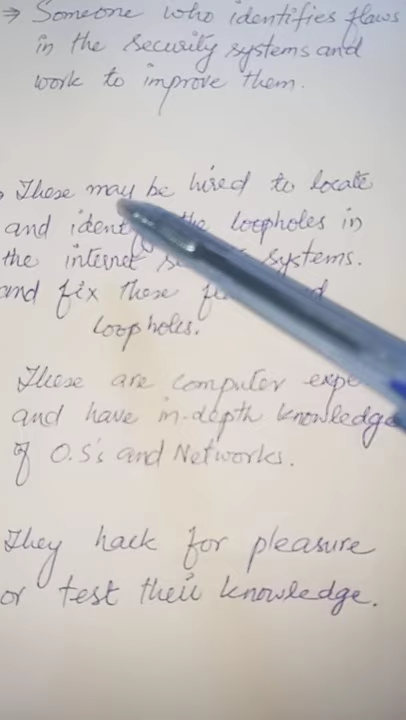 → Someone who identifies flaws
in the security systems and
work to improve them.
These may be hired to locate
and the loopholes in
the internet systems.
and fix these
loopholes.
These are computer
and have in-depth knowledge
of O.S's and Networks.
They hack for pleasure
or test their knowledge.